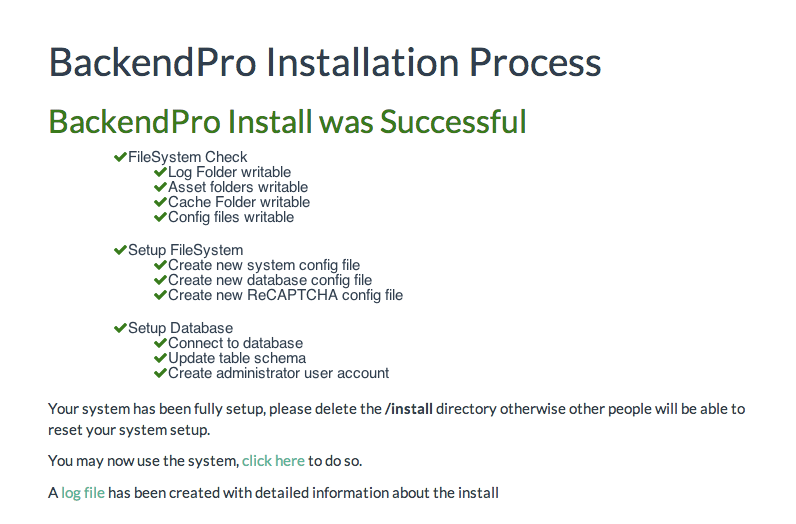 BackendPro Installation Process
BackendPro Install was Successful
FileSystem Check
Log Folder writable
Asset folders writable
Cache Folder writable
Config files writable
Setup FileSystem
Create new system config file
Create new database config file
Create new ReCAPTCHA config file
Setup Database
Connect to database
Update table schema
Create administrator user account
Your system has been fully setup, please delete the /install directory otherwise other people will be able to
reset your system setup.
You may now use the system, click here to do so.
A log file has been created with detailed information about the install